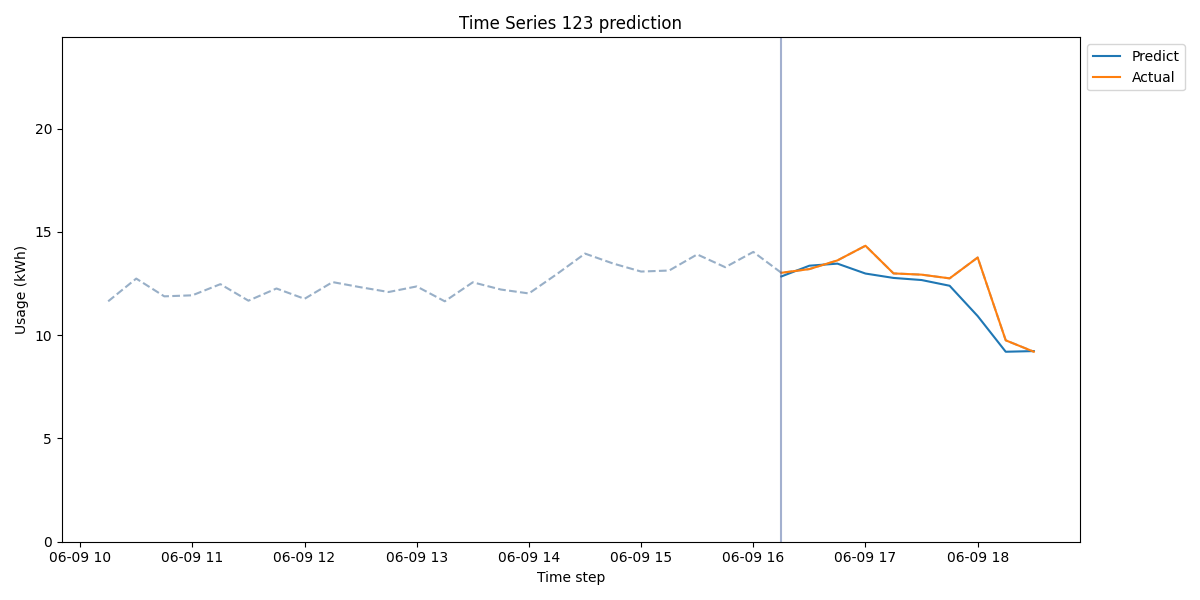 Time Series 123 prediction
Predict
Actual
Usage (kWh)
20
15
10
5
0
06-09 10 06-09 11 06-09 12 06-09 13 06-09 14 06-09 15 06-09 16 06-09 17 06-09 18
Time step